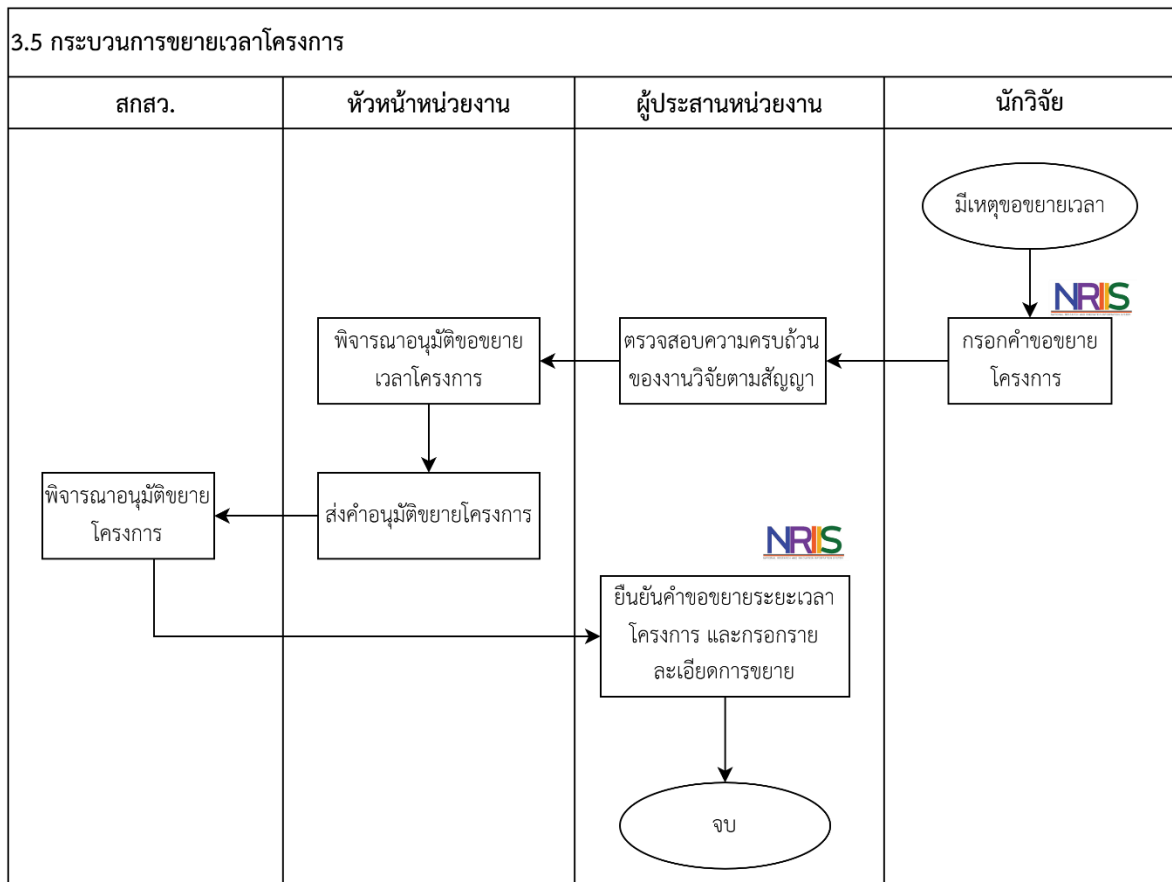 3.5 กระบวนการขยายเวลาโครงการ
สกสว.
หัวหน้าหน่วยงาน
ผู้ประสานหน่วยงาน
นักวิจัย
มีเหตุขอขยายเวลา
NRIIS
กรอกคำขอขยาย
โครงการ
ตรวจสอบความครบถ้วน
ของงานวิจัยตามสัญญา
พิจารณาอนุมัติขอขยาย
เวลาโครงการ
ส่งคำอนุมัติขยายโครงการ
พิจารณาอนุมัติขยาย
โครงการ
NRIIS
ยืนยันคำขอขยายระยะเวลา
โครงการ และกรอกราย
ละเอียดการขยาย
จบ